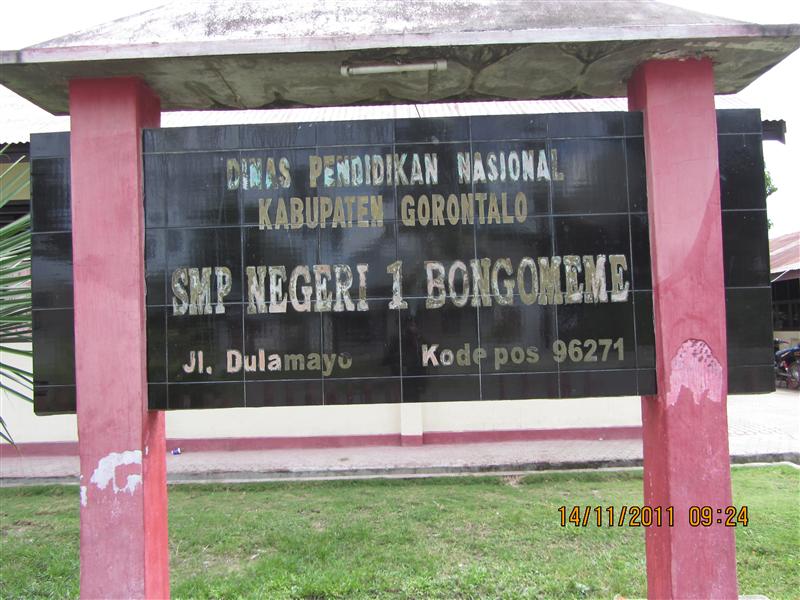 DINAS PENDIDIKAN NASIONAL
KABUPATEN GORONTALO
SMP NEGERI 1 BONGOMEME
Jl. Dulamayo Kode pos 96271
14/11/2011 09:24